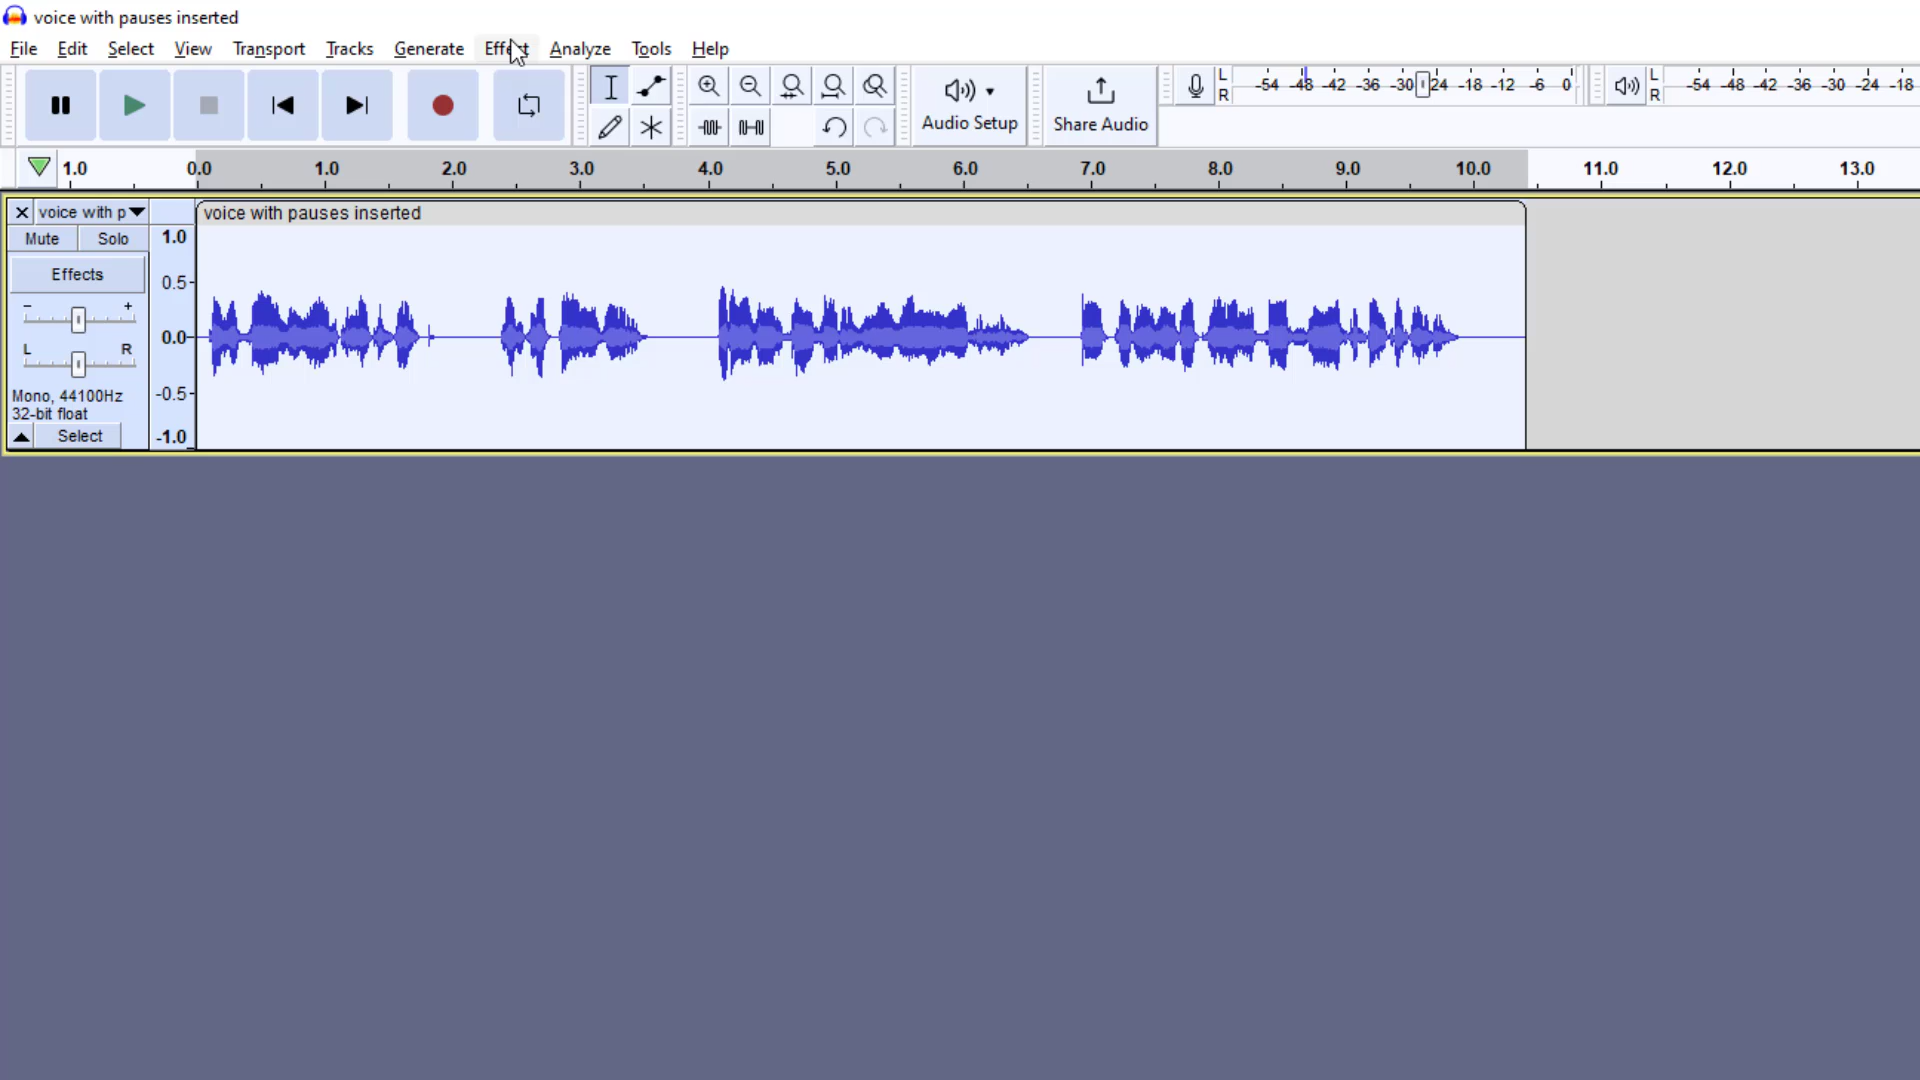 voice with pauses inserted
File Edit Select View Transport Tracks Generate Effect Analyze Tools Help
L R -54 -48 -42 -36 -30 -24 -18 -12 -6 0 L R -54 -48 -42 -36 -30 -24 -18
Audio Setup Share Audio
1.0 0.0 1.0 2.0 3.0 4.0 5.0 6.0 7.0 8.0 9.0 10.0 11.0 12.0 13.0
voice with p voice with pauses inserted
Mute Solo 1.0
Effects 0.5-
- +
0.0-
L R
Mono, 44100Hz -0.5-
32-bit float
Select -1.0